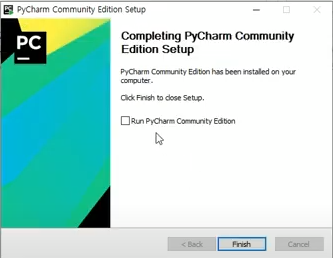 PyCharm Community Edition Setup
PC
Completing PyCharm Community
Edition Setup
PyCharm Community Edition has been installed on your
computer.
Click Finish to close Setup.
Run PyCharm Community Edition
< Back
Finish
Cancel